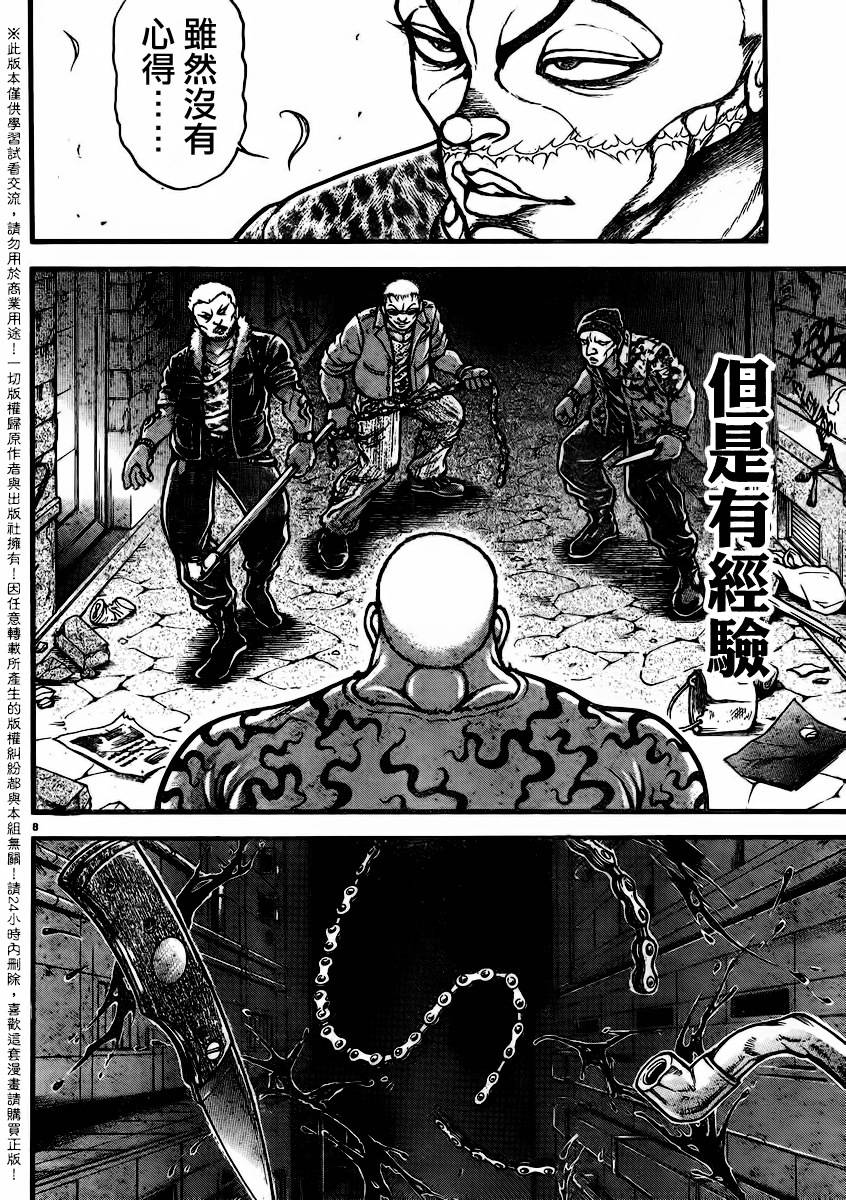 雖然沒有
心得……
但是有經驗
8
※此版本僅供學習試看交流，請勿用於商業用途！一切版權歸原作者與出版社擁有！因任意轉載所產生的版權糾紛都與本組無關！請24小時內刪除，喜歡這套漫畫請購買正版！